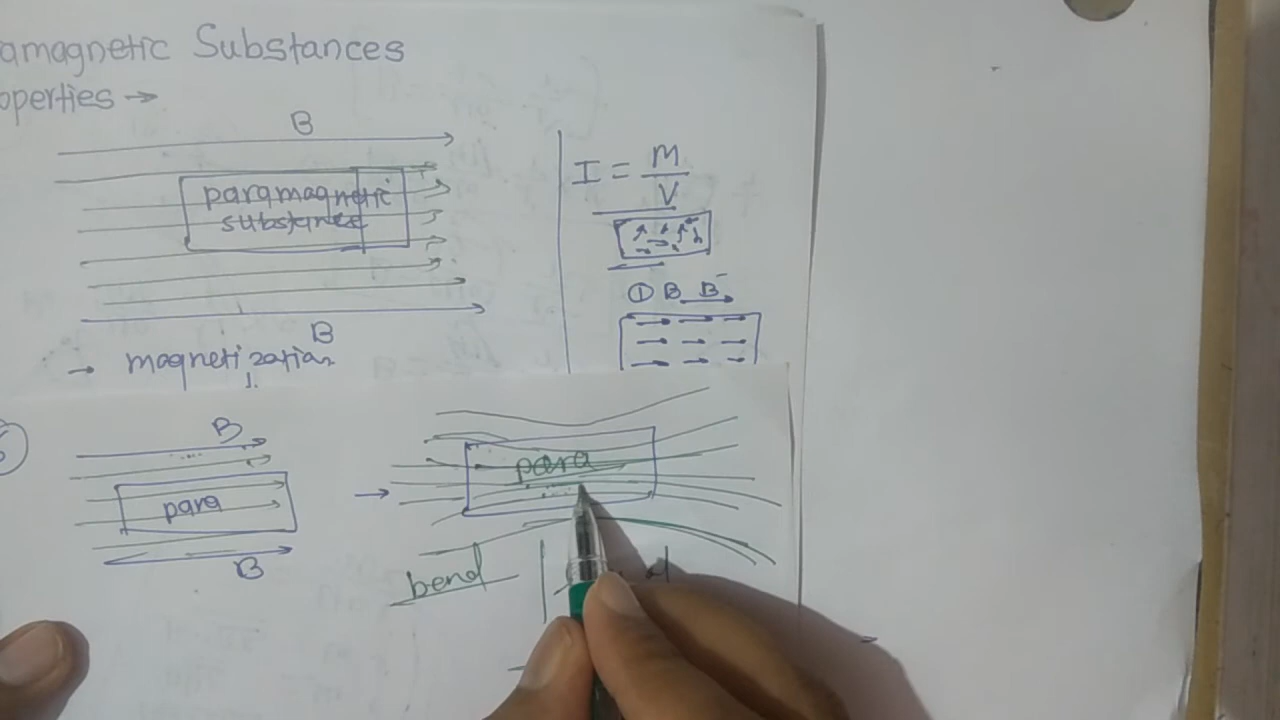 amagnetic Substances
operties →
B
paramagnetic
substance
B
→ magnetization
I = M
V
① B B
B
para
B
→
para
bend